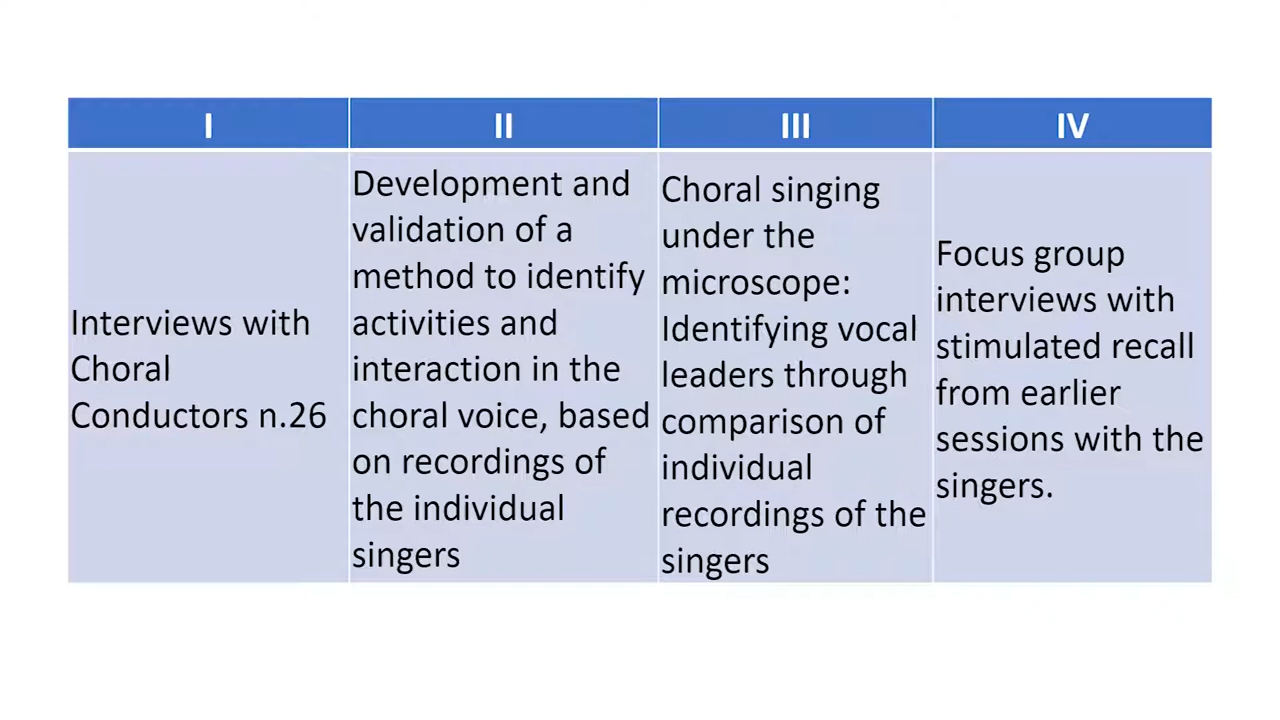 I
II
III
IV
Interviews with
Choral
Conductors n.26
Development and
validation of a
method to identify
activities and
interaction in the
choral voice, based
on recordings of
the individual
singers
Choral singing
under the
microscope:
Identifying vocal
leaders through
comparison of
individual
recordings of the
singers
Focus group
interviews with
stimulated recall
from earlier
sessions with the
singers.